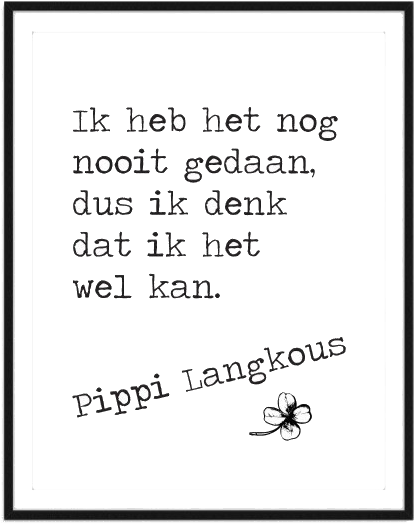 Ik heb het nog
nooit gedaan,
dus ik denk
dat ik het
wel kan.
Pippi Langkous